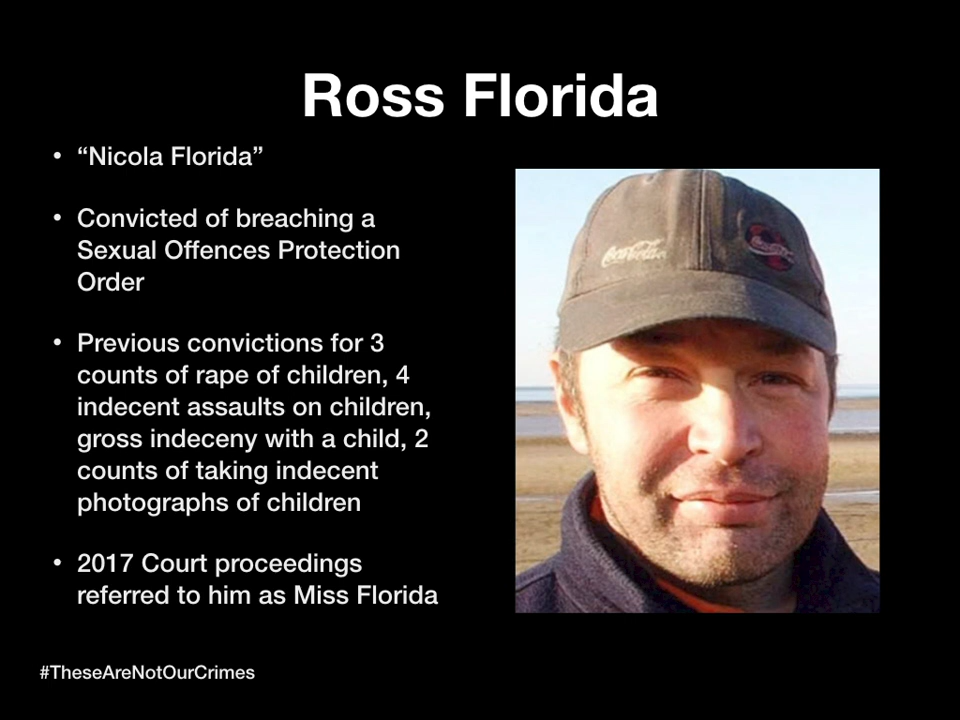 Ross Florida
• “Nicola Florida”
• Convicted of breaching a
Sexual Offences Protection
Order
• Previous convictions for 3
counts of rape of children, 4
indecent assaults on children,
gross indeceny with a child, 2
counts of taking indecent
photographs of children
• 2017 Court proceedings
referred to him as Miss Florida
Coca-Cola
#TheseAreNotOurCrimes